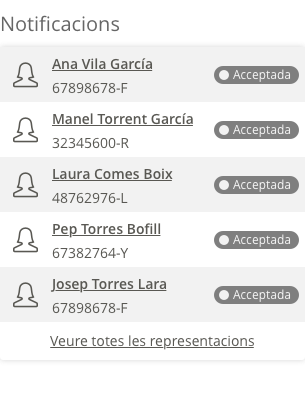 Notificacions
Ana Vila García
Acceptada
67898678-F
Manel Torrent García
Acceptada
32345600-R
Laura Comes Boix
Acceptada
48762976-L
Pep Torres Bofill
Acceptada
67382764-Y
Josep Torres Lara
Acceptada
67898678-F
Veure totes les representacions